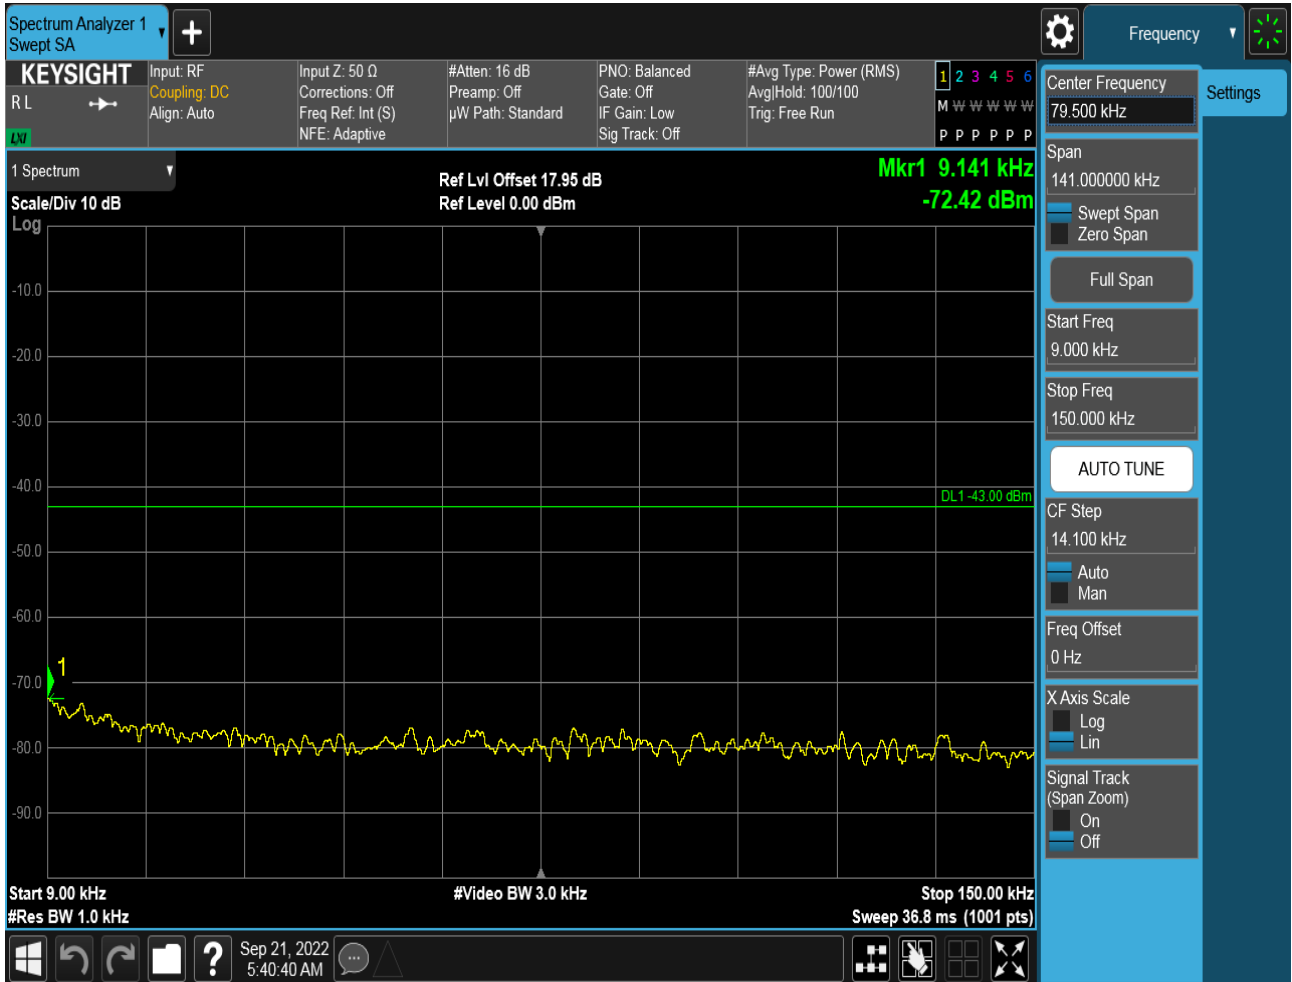 Spectrum Analyzer 1
Swept SA
Frequency
KEYSIGHT
R L
LXI
Input: RF
Coupling: DC
Align: Auto
Input Z: 50 Ω
Corrections: Off
Freq Ref: Int (S)
NFE: Adaptive
#Atten: 16 dB
Preamp: Off
µW Path: Standard
PNO: Balanced
Gate: Off
IF Gain: Low
Sig Track: Off
#Avg Type: Power (RMS)
Avg|Hold: 100/100
Trig: Free Run
1 2 3 4 5 6
M W W W W W
P P P P P P
1 Spectrum
Scale/Div 10 dB
Log
Ref Lvl Offset 17.95 dB
Ref Level 0.00 dBm
Mkr1 9.141 kHz
-72.42 dBm
-10.0
-20.0
-30.0
-40.0
DL1 -43.00 dBm
-50.0
-60.0
1
-70.0
-80.0
-90.0
Start 9.00 kHz
#Video BW 3.0 kHz
Stop 150.00 kHz
#Res BW 1.0 kHz
Sweep 36.8 ms (1001 pts)
?
Sep 21, 2022
5:40:40 AM
Center Frequency
79.500 kHz
Settings
Span
141.000000 kHz
Swept Span
Zero Span
Full Span
Start Freq
9.000 kHz
Stop Freq
150.000 kHz
AUTO TUNE
CF Step
14.100 kHz
Auto
Man
Freq Offset
0 Hz
X Axis Scale
Log
Lin
Signal Track
(Span Zoom)
On
Off